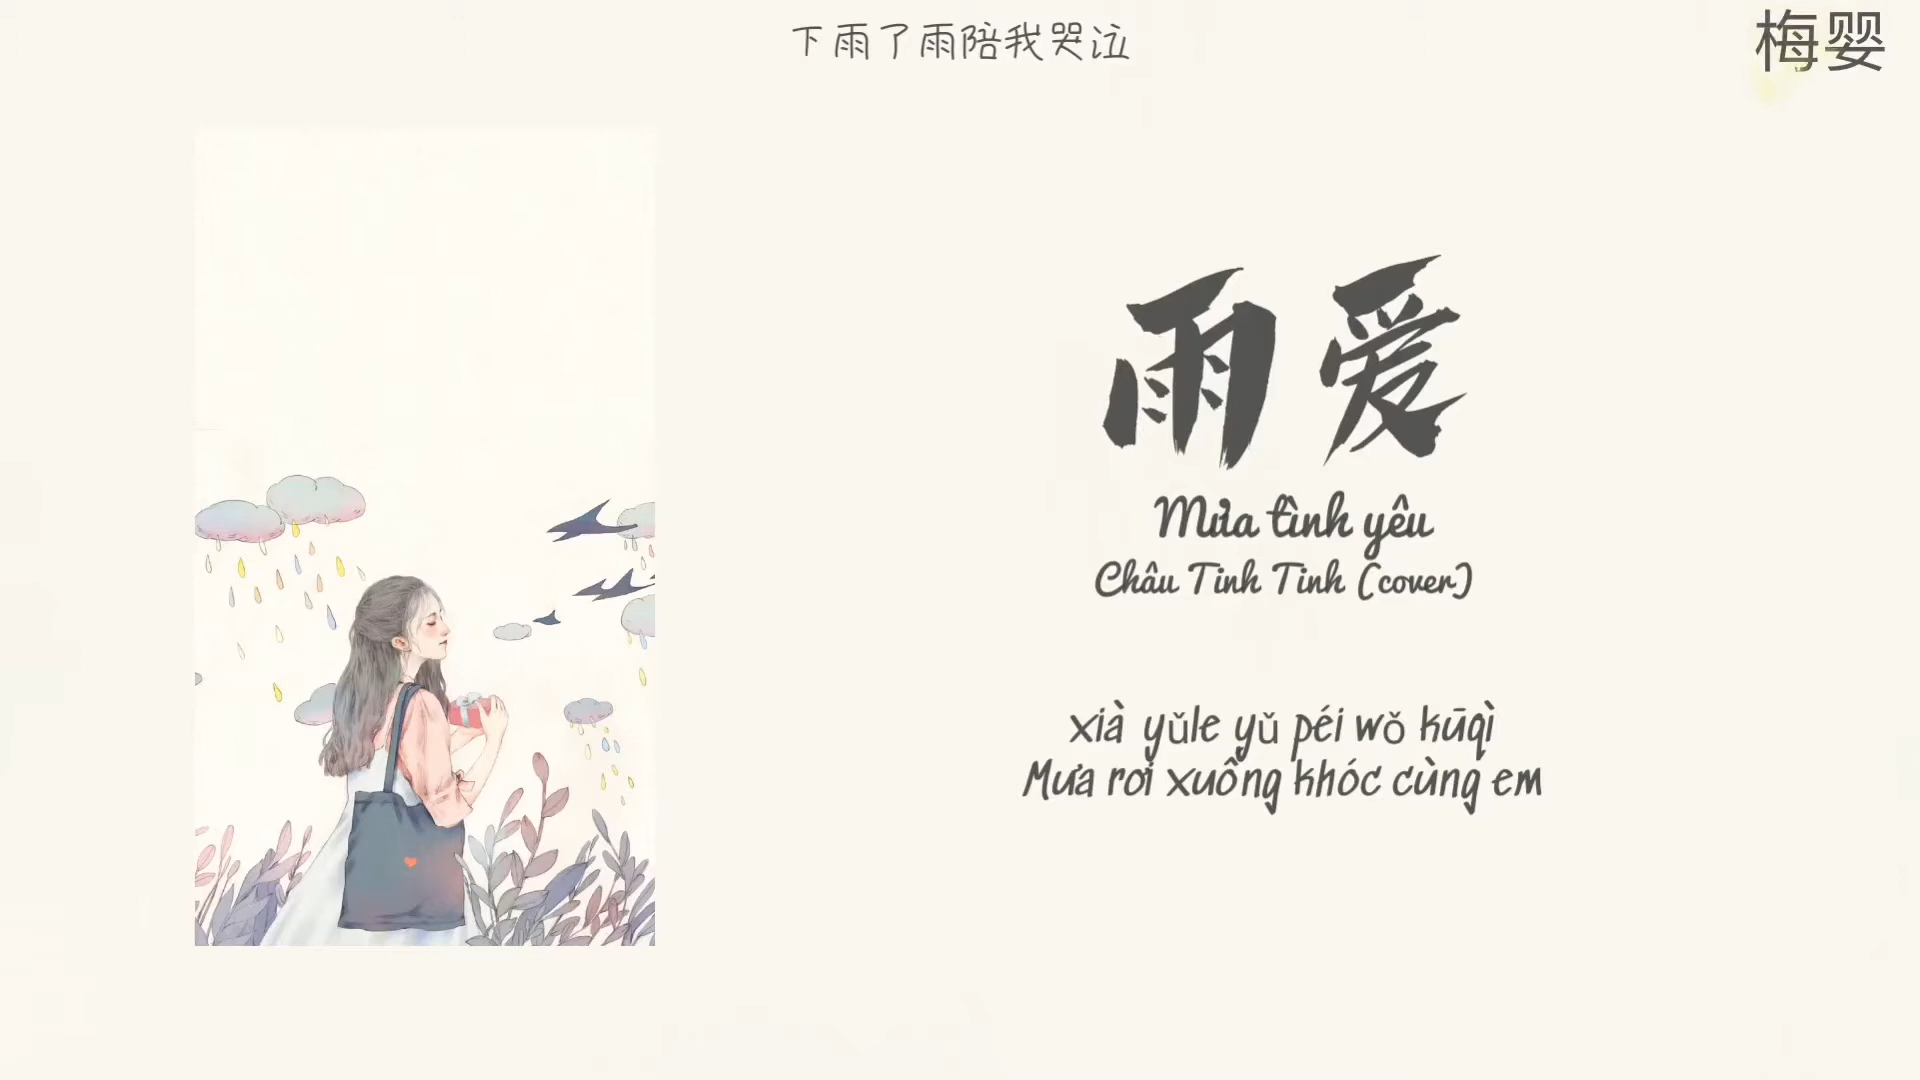 下雨了雨陪我哭泣
梅婴
雨爱
Mưa tình yêu
Châu Tinh Tinh (cover)
xià yǔle yǔ péi wǒ kūqì
Mưa rơi xuống khóc cùng em